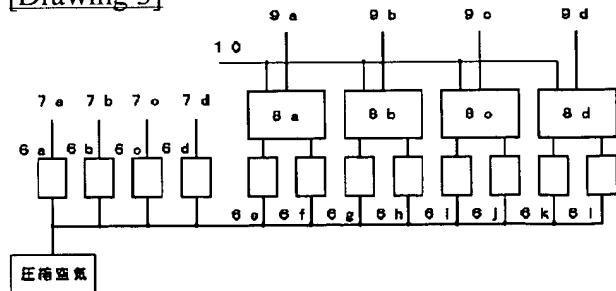 [Drawing 3]
9a 9b 9c 9d
10
7a 7b 7c 7d
8a 8b 8c 8d
6a 6b 6c 6d
6e 6f 6g 6h 6i 6j 6k 6l
圧縮空気